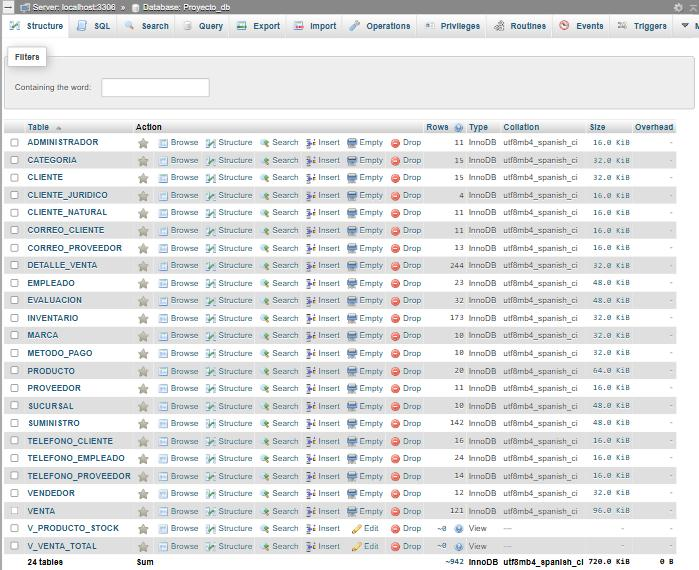 Server: localhost:3306 » Database: Proyecto_db
Structure SQL Search Query Export Import Operations Privileges Routines Events Triggers
Filters
Containing the word:
Table Action Rows Type Collation Size Overhead
ADMINISTRADOR Browse Structure Search Insert Empty Drop 11 InnoDB utf8mb4_spanish_ci 16.0 KiB -
CATEGORIA Browse Structure Search Insert Empty Drop 15 InnoDB utf8mb4_spanish_ci 32.0 KiB -
CLIENTE Browse Structure Search Insert Empty Drop 15 InnoDB utf8mb4_spanish_ci 32.0 KiB -
CLIENTE_JURIDICO Browse Structure Search Insert Empty Drop 4 InnoDB utf8mb4_spanish_ci 16.0 KiB -
CLIENTE_NATURAL Browse Structure Search Insert Empty Drop 11 InnoDB utf8mb4_spanish_ci 16.0 KiB -
CORREO_CLIENTE Browse Structure Search Insert Empty Drop 11 InnoDB utf8mb4_spanish_ci 16.0 KiB -
CORREO_PROVEEDOR Browse Structure Search Insert Empty Drop 13 InnoDB utf8mb4_spanish_ci 16.0 KiB -
DETALLE_VENTA Browse Structure Search Insert Empty Drop 244 InnoDB utf8mb4_spanish_ci 32.0 KiB -
EMPLEADO Browse Structure Search Insert Empty Drop 23 InnoDB utf8mb4_spanish_ci 48.0 KiB -
EVALUACION Browse Structure Search Insert Empty Drop 32 InnoDB utf8mb4_spanish_ci 48.0 KiB -
INVENTARIO Browse Structure Search Insert Empty Drop 173 InnoDB utf8mb4_spanish_ci 32.0 KiB -
MARCA Browse Structure Search Insert Empty Drop 10 InnoDB utf8mb4_spanish_ci 32.0 KiB -
METODO_PAGO Browse Structure Search Insert Empty Drop 10 InnoDB utf8mb4_spanish_ci 32.0 KiB -
PRODUCTO Browse Structure Search Insert Empty Drop 20 InnoDB utf8mb4_spanish_ci 64.0 KiB -
PROVEEDOR Browse Structure Search Insert Empty Drop 11 InnoDB utf8mb4_spanish_ci 16.0 KiB -
SUCURSAL Browse Structure Search Insert Empty Drop 10 InnoDB utf8mb4_spanish_ci 48.0 KiB -
SUMINISTRO Browse Structure Search Insert Empty Drop 142 InnoDB utf8mb4_spanish_ci 48.0 KiB -
TELEFONO_CLIENTE Browse Structure Search Insert Empty Drop 16 InnoDB utf8mb4_spanish_ci 16.0 KiB -
TELEFONO_EMPLEADO Browse Structure Search Insert Empty Drop 24 InnoDB utf8mb4_spanish_ci 16.0 KiB -
TELEFONO_PROVEEDOR Browse Structure Search Insert Empty Drop 14 InnoDB utf8mb4_spanish_ci 16.0 KiB -
VENDEDOR Browse Structure Search Insert Empty Drop 12 InnoDB utf8mb4_spanish_ci 32.0 KiB -
VENTA Browse Structure Search Insert Empty Drop 121 InnoDB utf8mb4_spanish_ci 96.0 KiB -
V_PRODUCTO_STOCK Browse Structure Search Insert Edit Drop ~0 View --- - -
V_VENTA_TOTAL Browse Structure Search Insert Edit Drop ~0 View --- - -
24 tables Sum ~942 InnoDB utf8mb4_spanish_ci 720.0 KiB 0 B